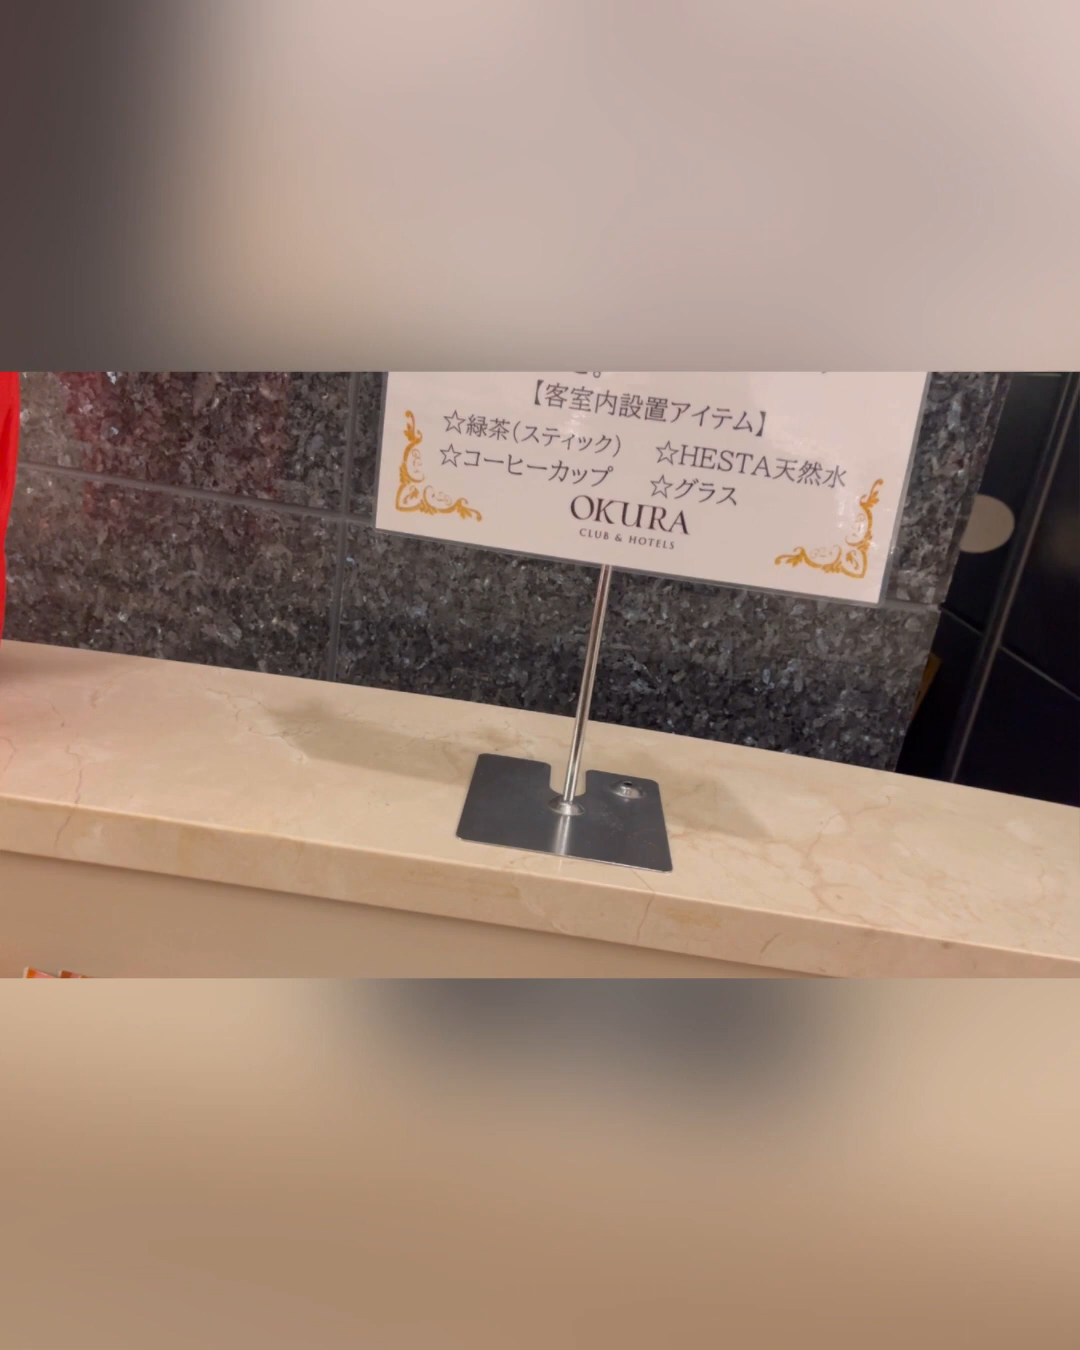 【客室内設置アイテム】
☆緑茶（スティック） ☆HESTA天然水
☆コーヒーカップ ☆グラス
OKURA
CLUB & HOTELS